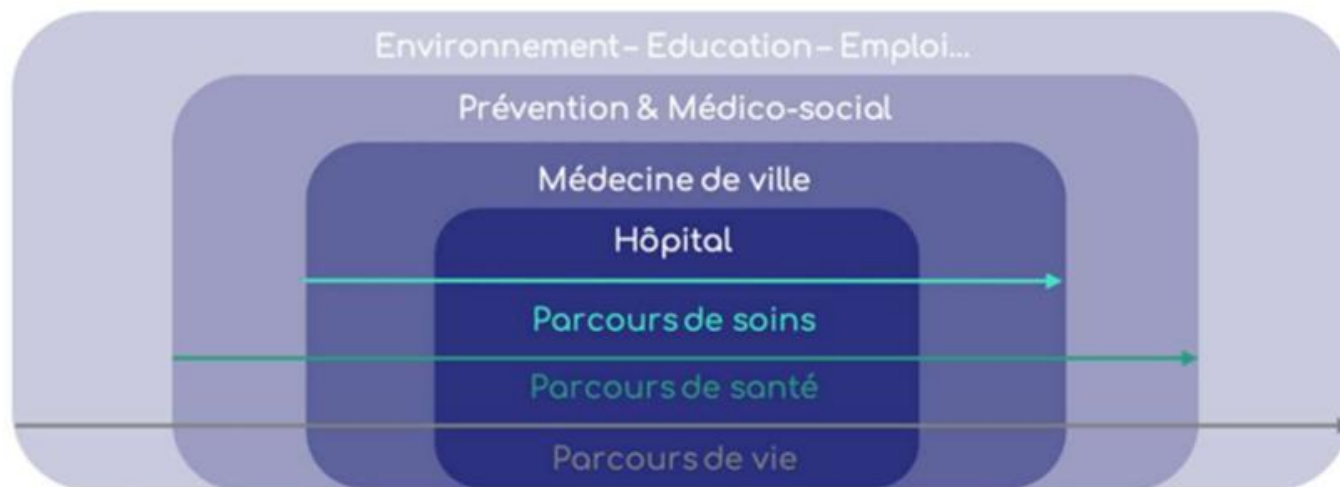 Environnement – Education – Emploi...
Prévention & Médico-social
Médecine de ville
Hôpital
Parcours de soins
Parcours de santé
Parcours de vie